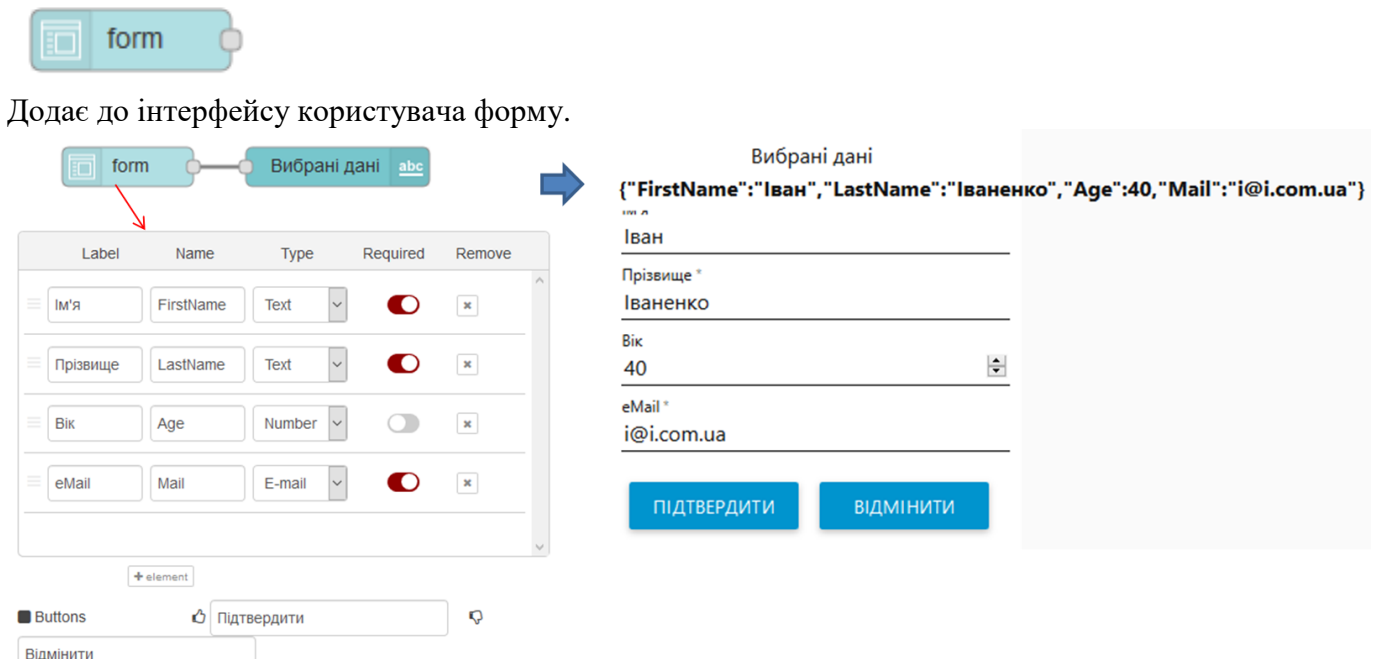 form
Додає до інтерфейсу користувача форму.
form Вибрані дані abc
Label Name Type Required Remove
Ім'я FirstName Text
Прізвище LastName Text
Вік Age Number
eMail Mail E-mail
+ element
Buttons Підтвердити
Відмінити
Вибрані дані
{"FirstName":"Іван","LastName":"Іваненко","Age":40,"Mail":"i@i.com.ua"}
Іван
Прізвище *
Іваненко
Вік
40
eMail *
i@i.com.ua
ПІДТВЕРДИТИ ВІДМІНИТИ